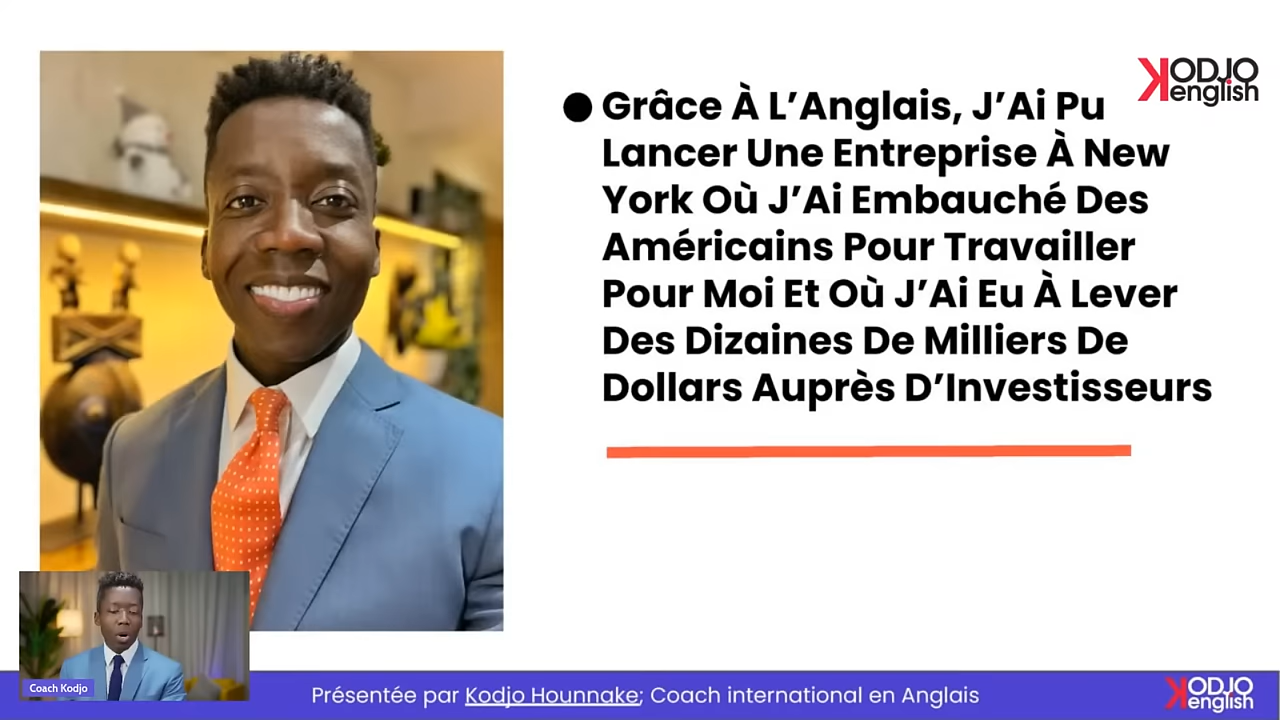 KODJO
english
● Grâce À L’Anglais, J’Ai Pu
Lancer Une Entreprise À New
York Où J’Ai Embauché Des
Américains Pour Travailler
Pour Moi Et Où J’Ai Eu À Lever
Des Dizaines De Milliers De
Dollars Auprès D’Investisseurs
Coach Kodjo
Présentée par Kodjo Hounnake; Coach international en Anglais
KODJO
english